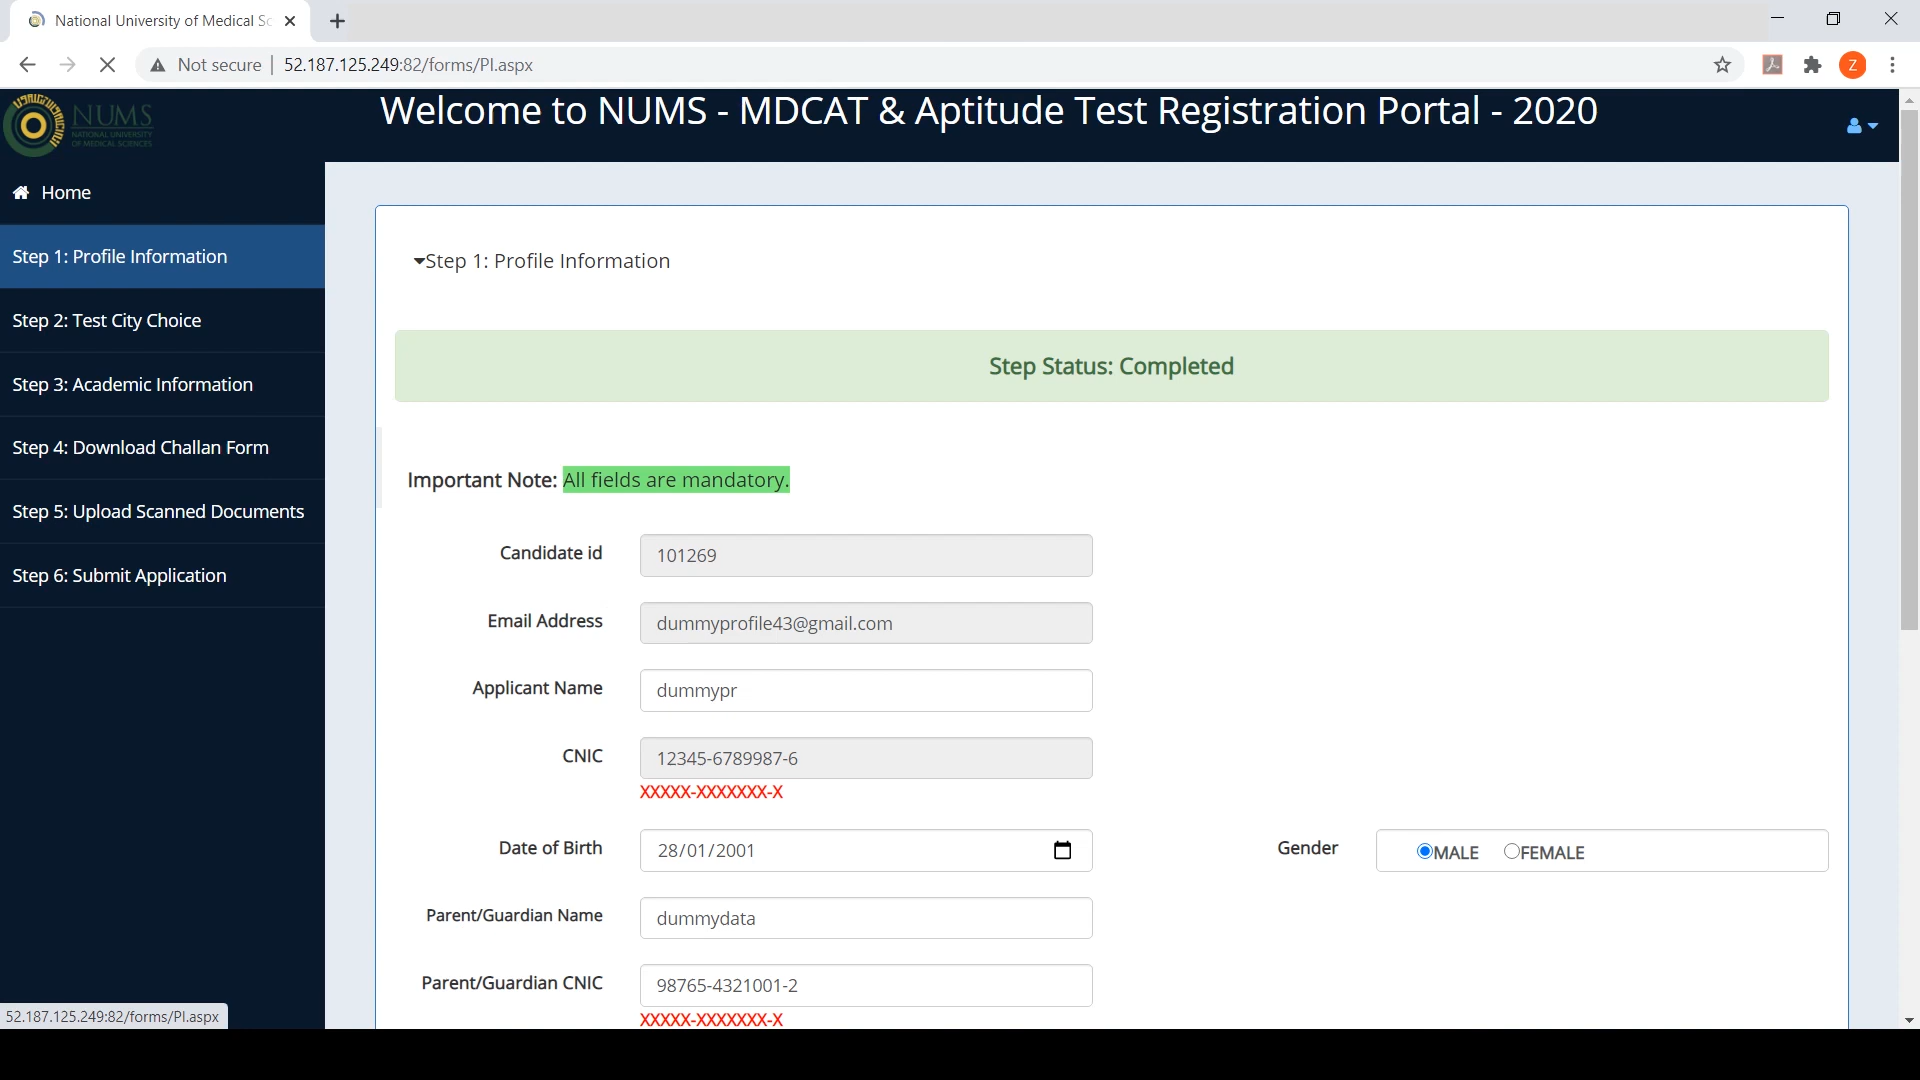 National University of Medical Sc
Not secure
52.187.125.249:82/forms/PI.aspx
Z
NUMS
NATIONAL UNIVERSITY
OF MEDICAL SCIENCES
Welcome to NUMS - MDCAT & Aptitude Test Registration Portal - 2020
Home
Step 1: Profile Information
Step 2: Test City Choice
Step 3: Academic Information
Step 4: Download Challan Form
Step 5: Upload Scanned Documents
Step 6: Submit Application
Step 1: Profile Information
Step Status: Completed
Important Note: All fields are mandatory.
Candidate id 101269
Email Address dummyprofile43@gmail.com
Applicant Name dummypr
CNIC 12345-6789987-6
XXXXX-XXXXXXX-X
Date of Birth 28/01/2001 Gender MALE FEMALE
Parent/Guardian Name dummydata
Parent/Guardian CNIC 98765-4321001-2
XXXXX-XXXXXXX-X
52.187.125.249:82/forms/PI.aspx